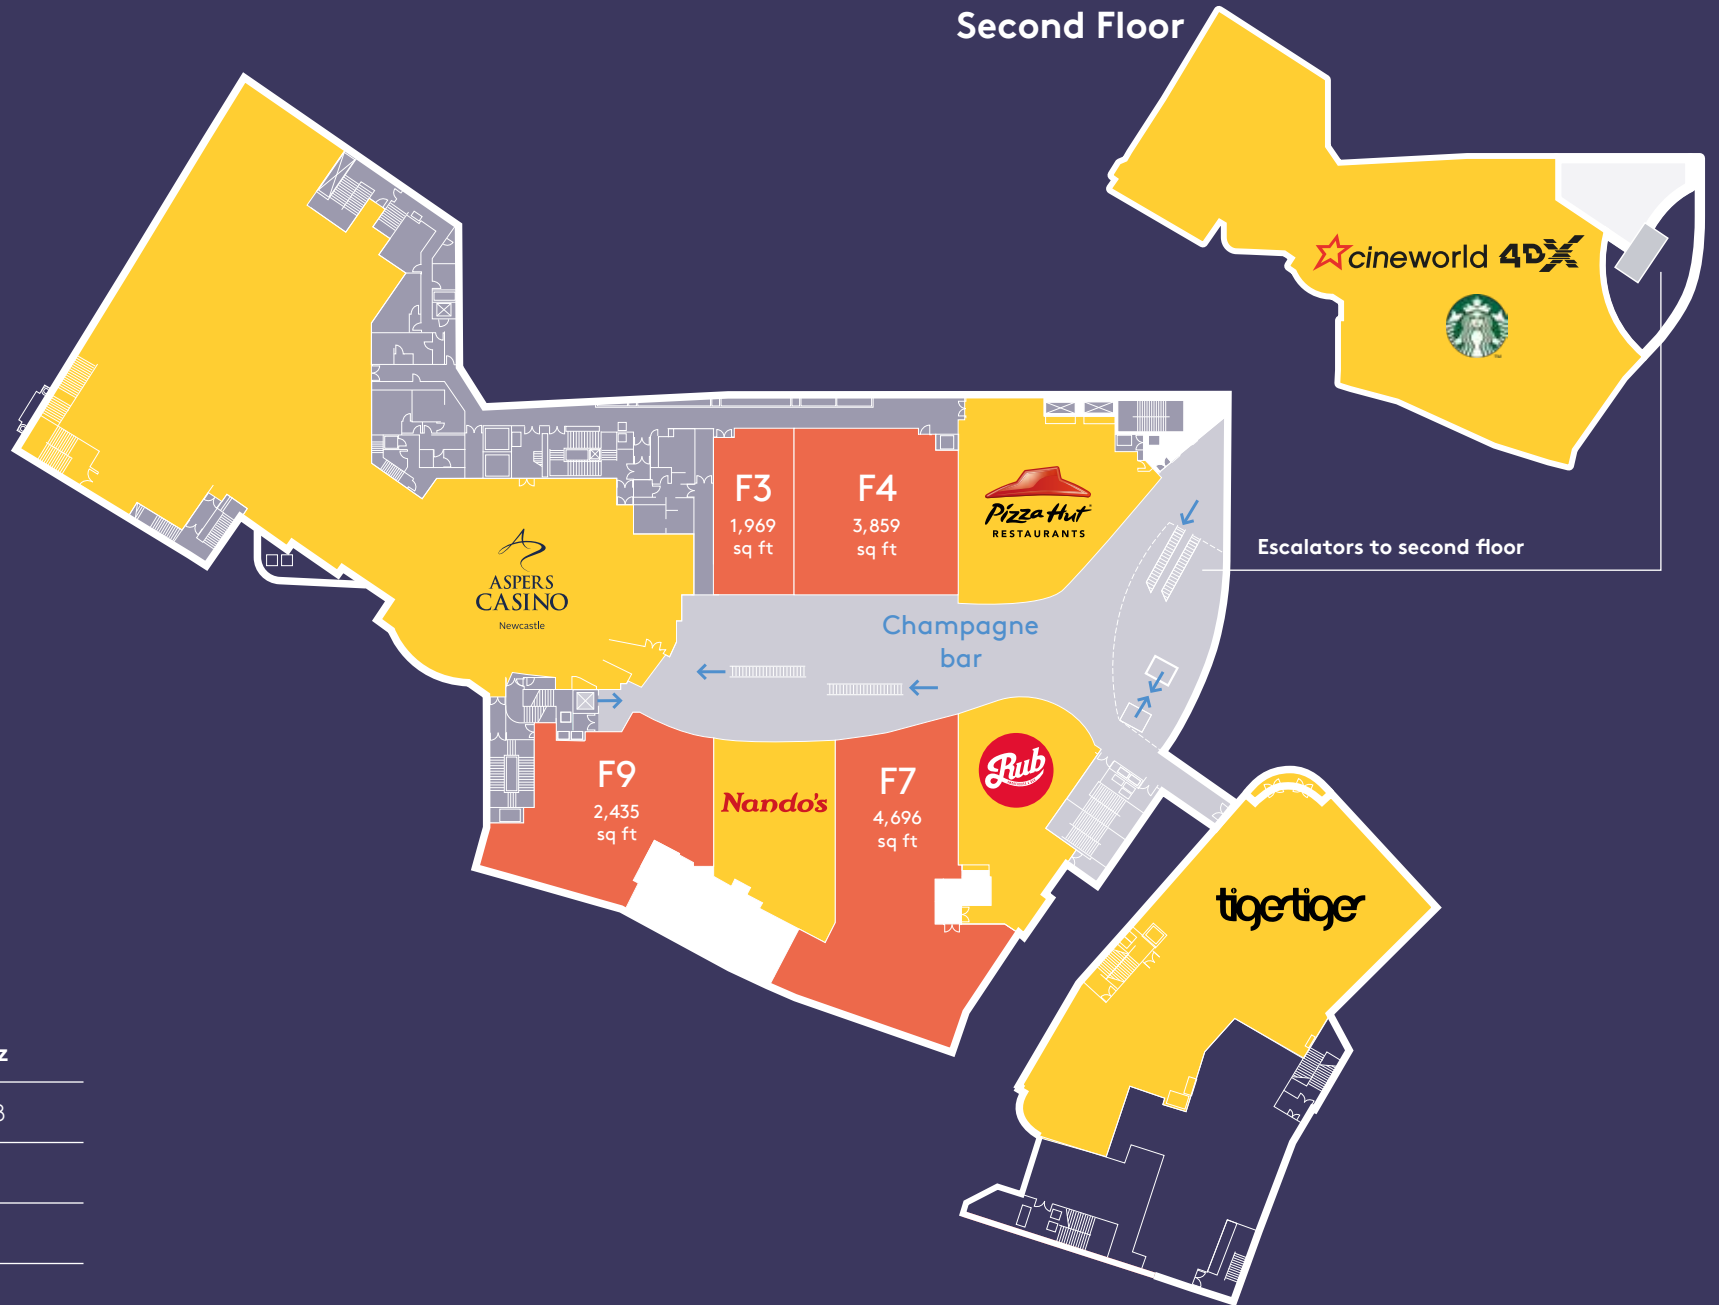 Second Floor
cineworld 4DX
F3
1,969
sq ft
F4
3,859
sq ft
Pizza Hut
RESTAURANTS
Escalators to second floor
ASPERS
CASINO
Newcastle
Champagne
bar
F9
2,435
sq ft
Nando's
F7
4,696
sq ft
Rub
tigertiger
z